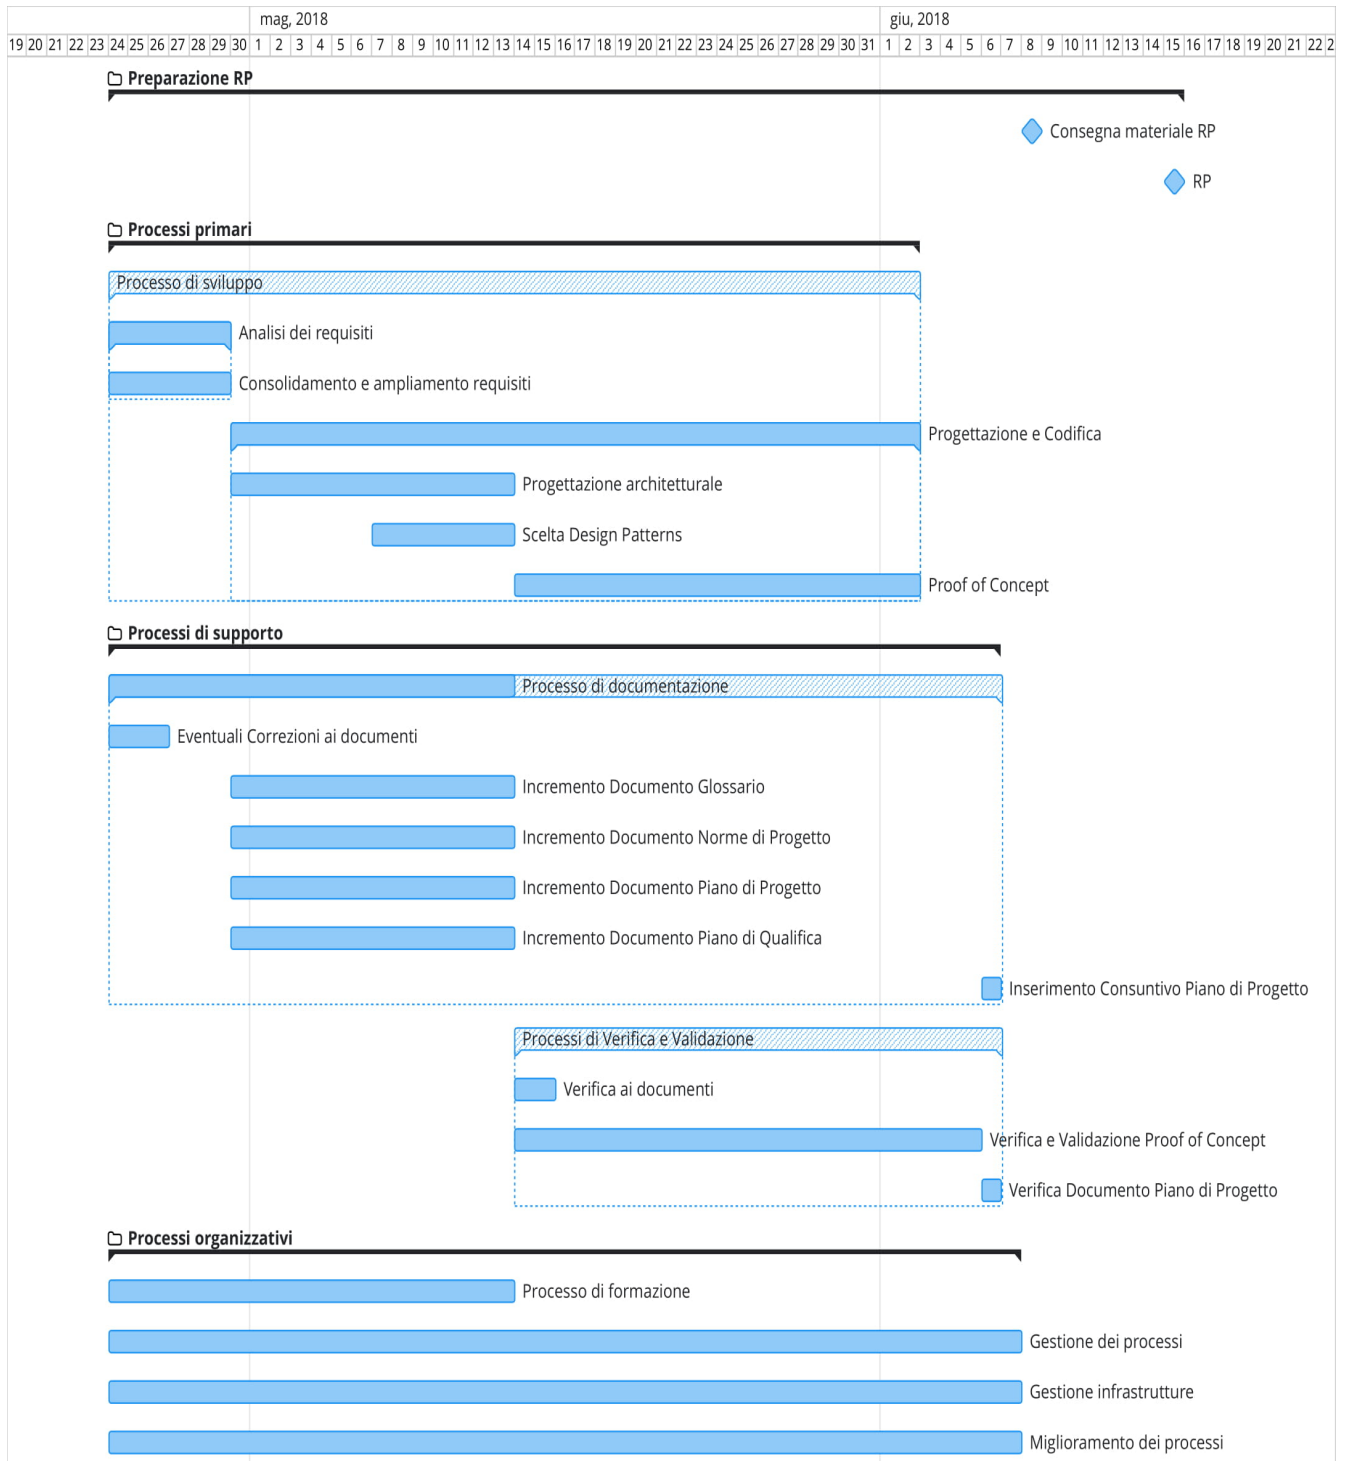 mag, 2018 giu, 2018
19 20 21 22 23 24 25 26 27 28 29 30 1 2 3 4 5 6 7 8 9 10 11 12 13 14 15 16 17 18 19 20 21 22 23 24 25 26 27 28 29 30 31 1 2 3 4 5 6 7 8 9 10 11 12 13 14 15 16 17 18 19 20 21 22 2
Preparazione RP
Consegna materiale RP
RP
Processi primari
Processo di sviluppo
Analisi dei requisiti
Consolidamento e ampliamento requisiti
Progettazione e Codifica
Progettazione architetturale
Scelta Design Patterns
Proof of Concept
Processi di supporto
Processo di documentazione
Eventuali Correzioni ai documenti
Incremento Documento Glossario
Incremento Documento Norme di Progetto
Incremento Documento Piano di Progetto
Incremento Documento Piano di Qualifica
Inserimento Consuntivo Piano di Progetto
Processi di Verifica e Validazione
Verifica ai documenti
Verifica e Validazione Proof of Concept
Verifica Documento Piano di Progetto
Processi organizzativi
Processo di formazione
Gestione dei processi
Gestione infrastrutture
Miglioramento dei processi